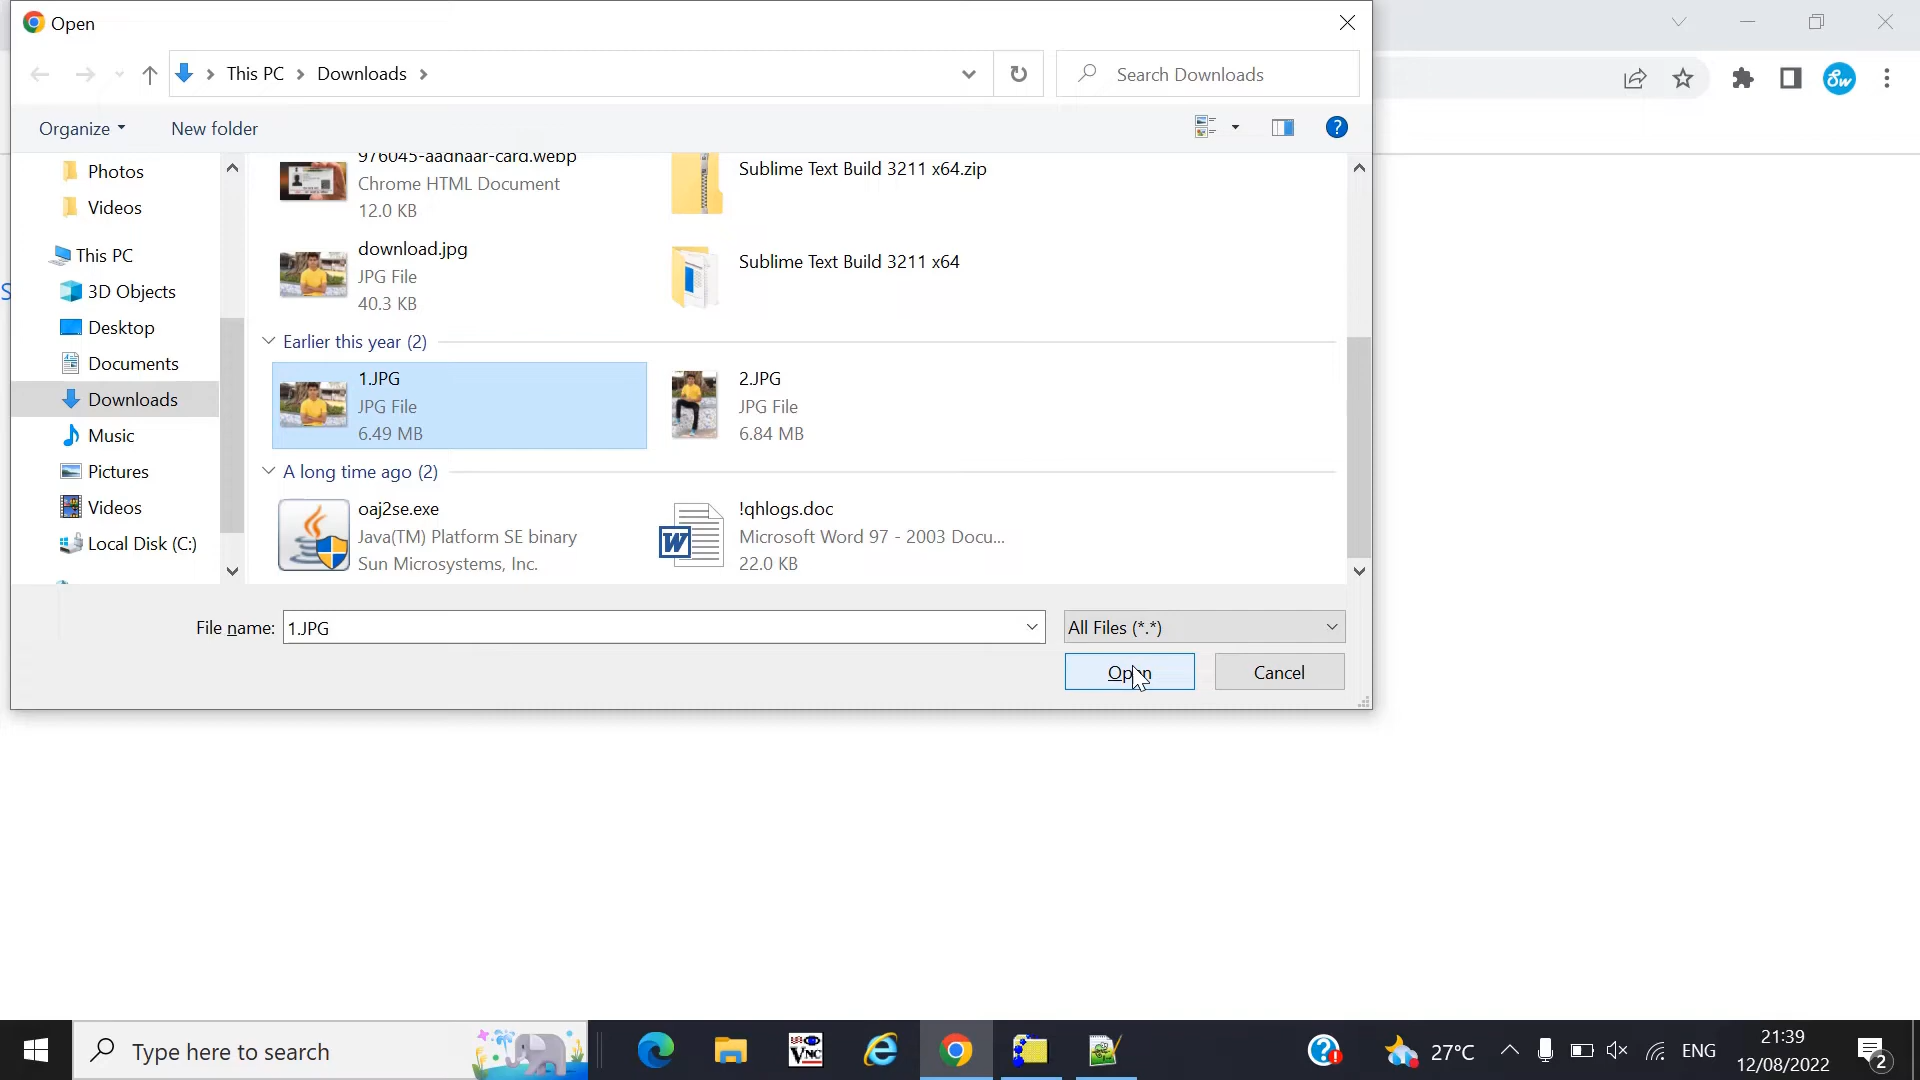 Open
This PC
Downloads
Search Downloads
Organize
New folder
Photos
Videos
This PC
3D Objects
Desktop
Documents
Downloads
Music
Pictures
Videos
Local Disk (C:)
976045-aadhaar-card.webp
Chrome HTML Document
12.0 KB
Sublime Text Build 3211 x64.zip
download.jpg
JPG File
40.3 KB
Sublime Text Build 3211 x64
Earlier this year (2)
1.JPG
JPG File
6.49 MB
2.JPG
JPG File
6.84 MB
A long time ago (2)
oaj2se.exe
Java(TM) Platform SE binary
Sun Microsystems, Inc.
!qhlogs.doc
Microsoft Word 97 - 2003 Docu...
22.0 KB
File name:
1.JPG
All Files (*.*)
Open
Cancel
Sw
S
Type here to search
VNC
27°C
ENG
21:39
12/08/2022
2